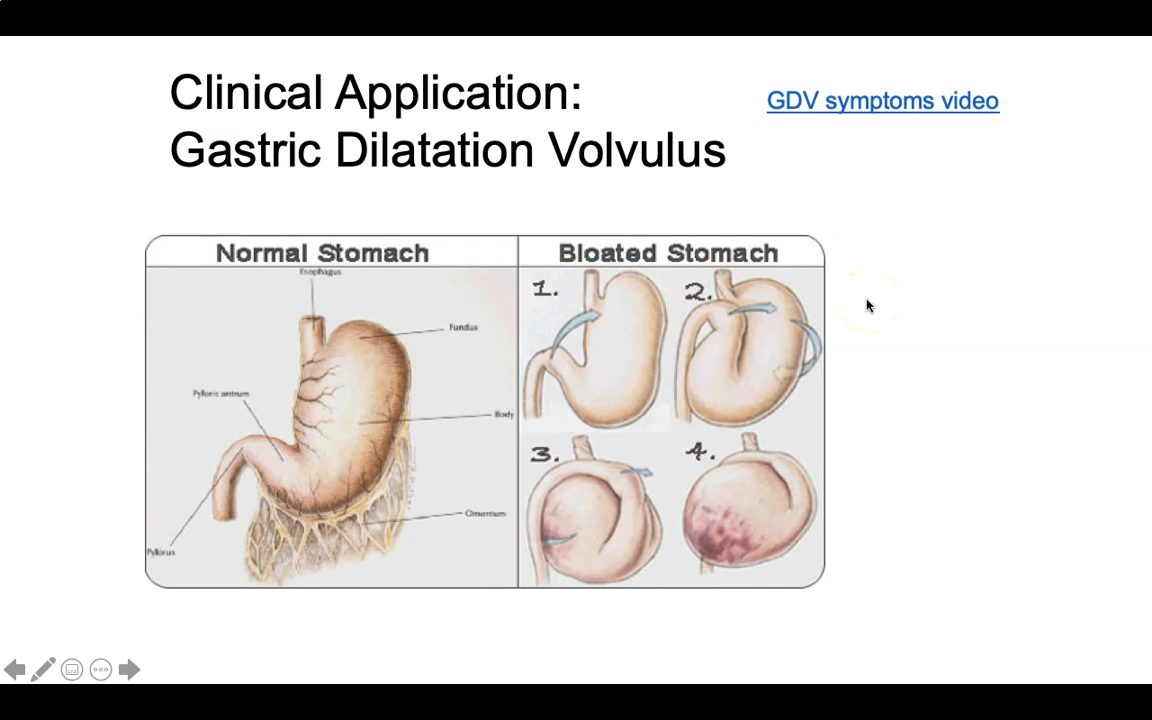 Clinical Application:
Gastric Dilatation Volvulus
GDV symptoms video
Normal Stomach
Bloated Stomach
Esophagus
Fundus
Pyloric antrum
Body
Omentum
Pylorus
1.
2.
3.
4.